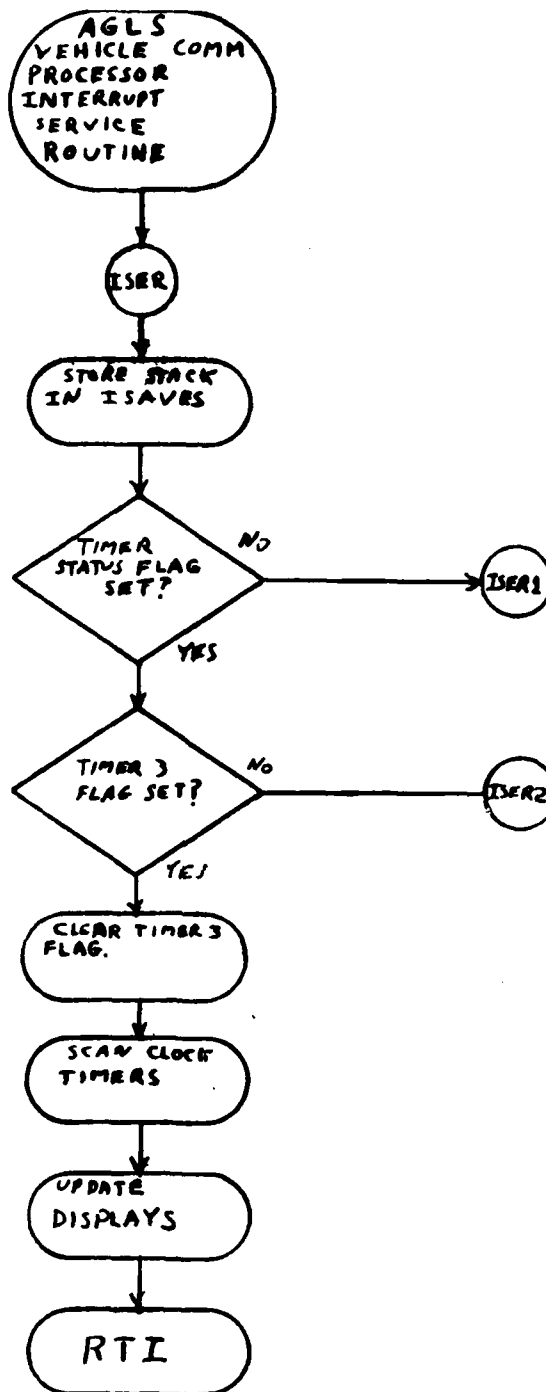 AGLS
VEHICLE COMM
PROCESSOR
INTERRUPT
SERVICE
ROUTINE
ISER
STORE STACK
IN ISAVES
TIMER
STATUS FLAG
SET?
NO
ISER1
YES
TIMER 3
FLAG SET?
NO
ISER2
YES
CLEAR TIMER 3
FLAG.
SCAN CLOCK
TIMERS
UPDATE
DISPLAYS
RTI